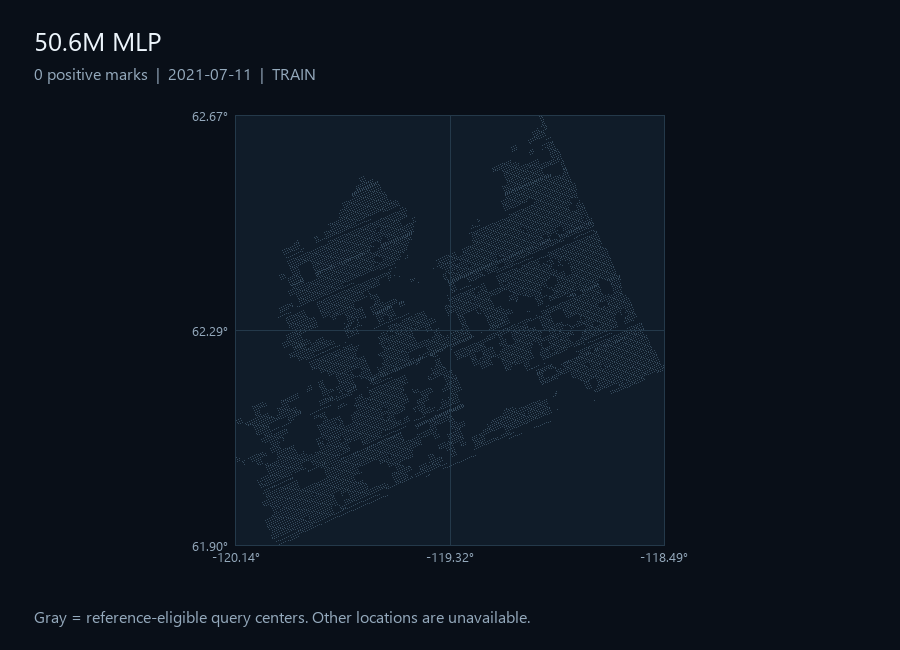 50.6M MLP
0 positive marks | 2021-07-11 | TRAIN
62.67°
62.29°
61.90°
-120.14° -119.32° -118.49°
Gray = reference-eligible query centers. Other locations are unavailable.